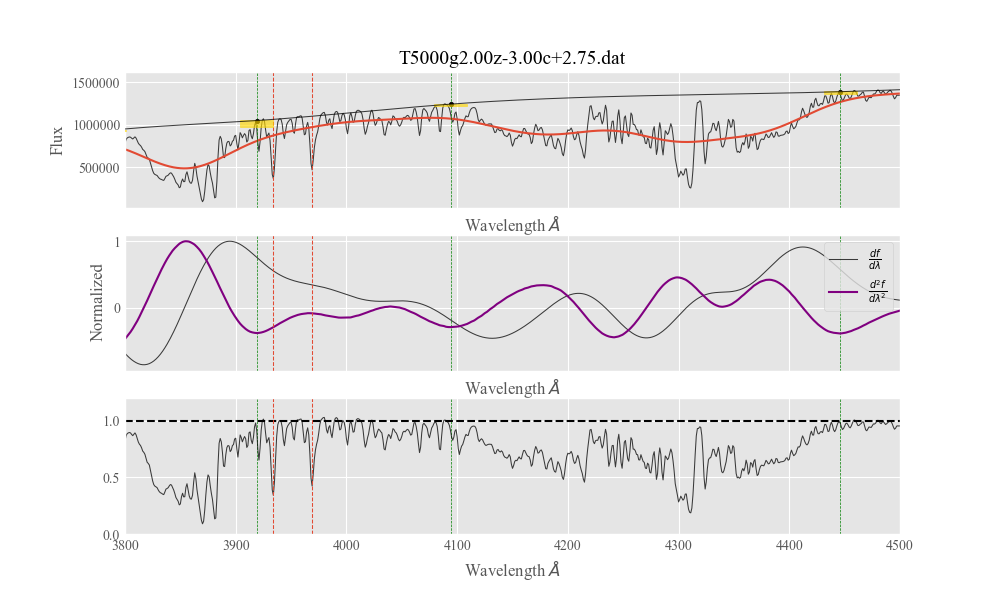 T5000g2.00z-3.00c+2.75.dat
1500000
1000000
500000
Flux
Wavelength Å
1
0
Normalized
df/dλ
d²f/dλ²
Wavelength Å
1.0
0.5
0.0
3800 3900 4000 4100 4200 4300 4400 4500
Wavelength Å